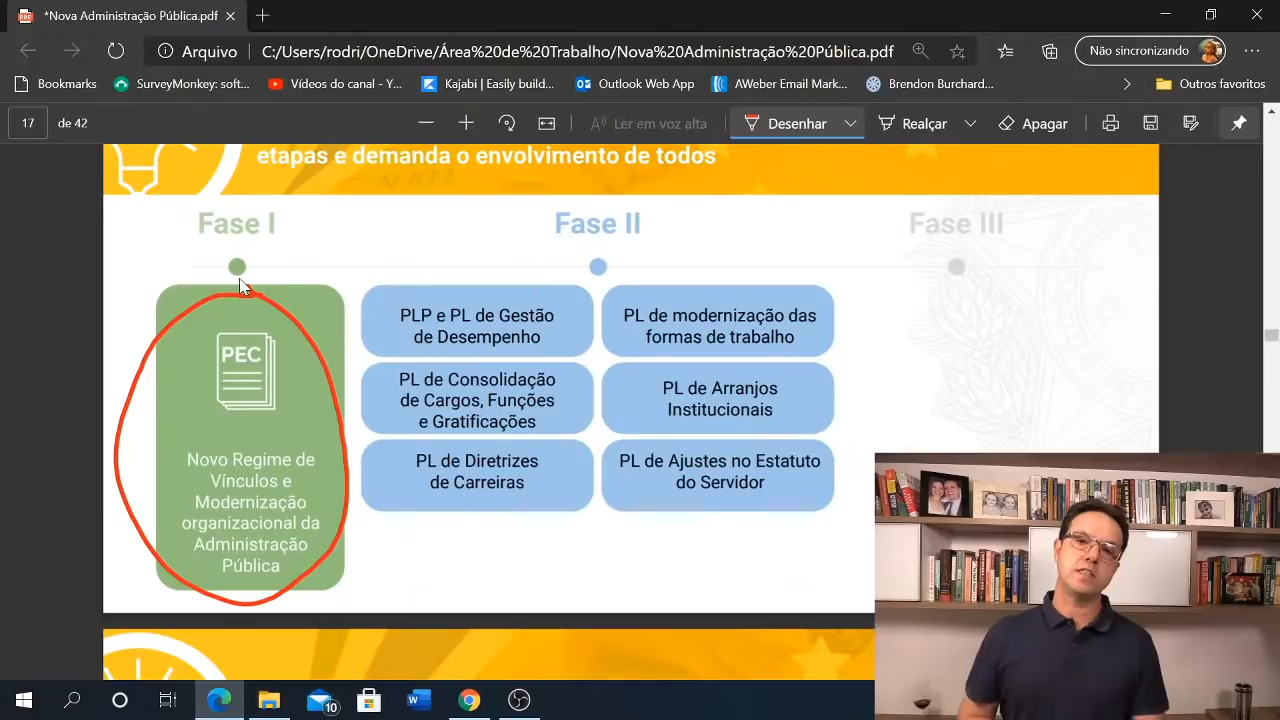 *Nova Administração Pública.pdf
Arquivo
C:/Users/rodri/OneDrive/Área%20de%20Trabalho/Nova%20Administração%20Pública.pdf
Não sincronizando
Bookmarks
SurveyMonkey: soft...
Vídeos do canal - Y...
Kajabi | Easily build...
Outlook Web App
AWeber Email Mark...
Brendon Burchard...
Outros favoritos
17
de 42
Ler em voz alta
Desenhar
Realçar
Apagar
etapas e demanda o envolvimento de todos
Fase I
Fase II
Fase III
PEC
Novo Regime de
Vínculos e
Modernização
organizacional da
Administração
Pública
PLP e PL de Gestão
de Desempenho
PL de modernização das
formas de trabalho
PL de Consolidação
de Cargos, Funções
e Gratificações
PL de Arranjos
Institucionais
PL de Diretrizes
de Carreiras
PL de Ajustes no Estatuto
do Servidor
10